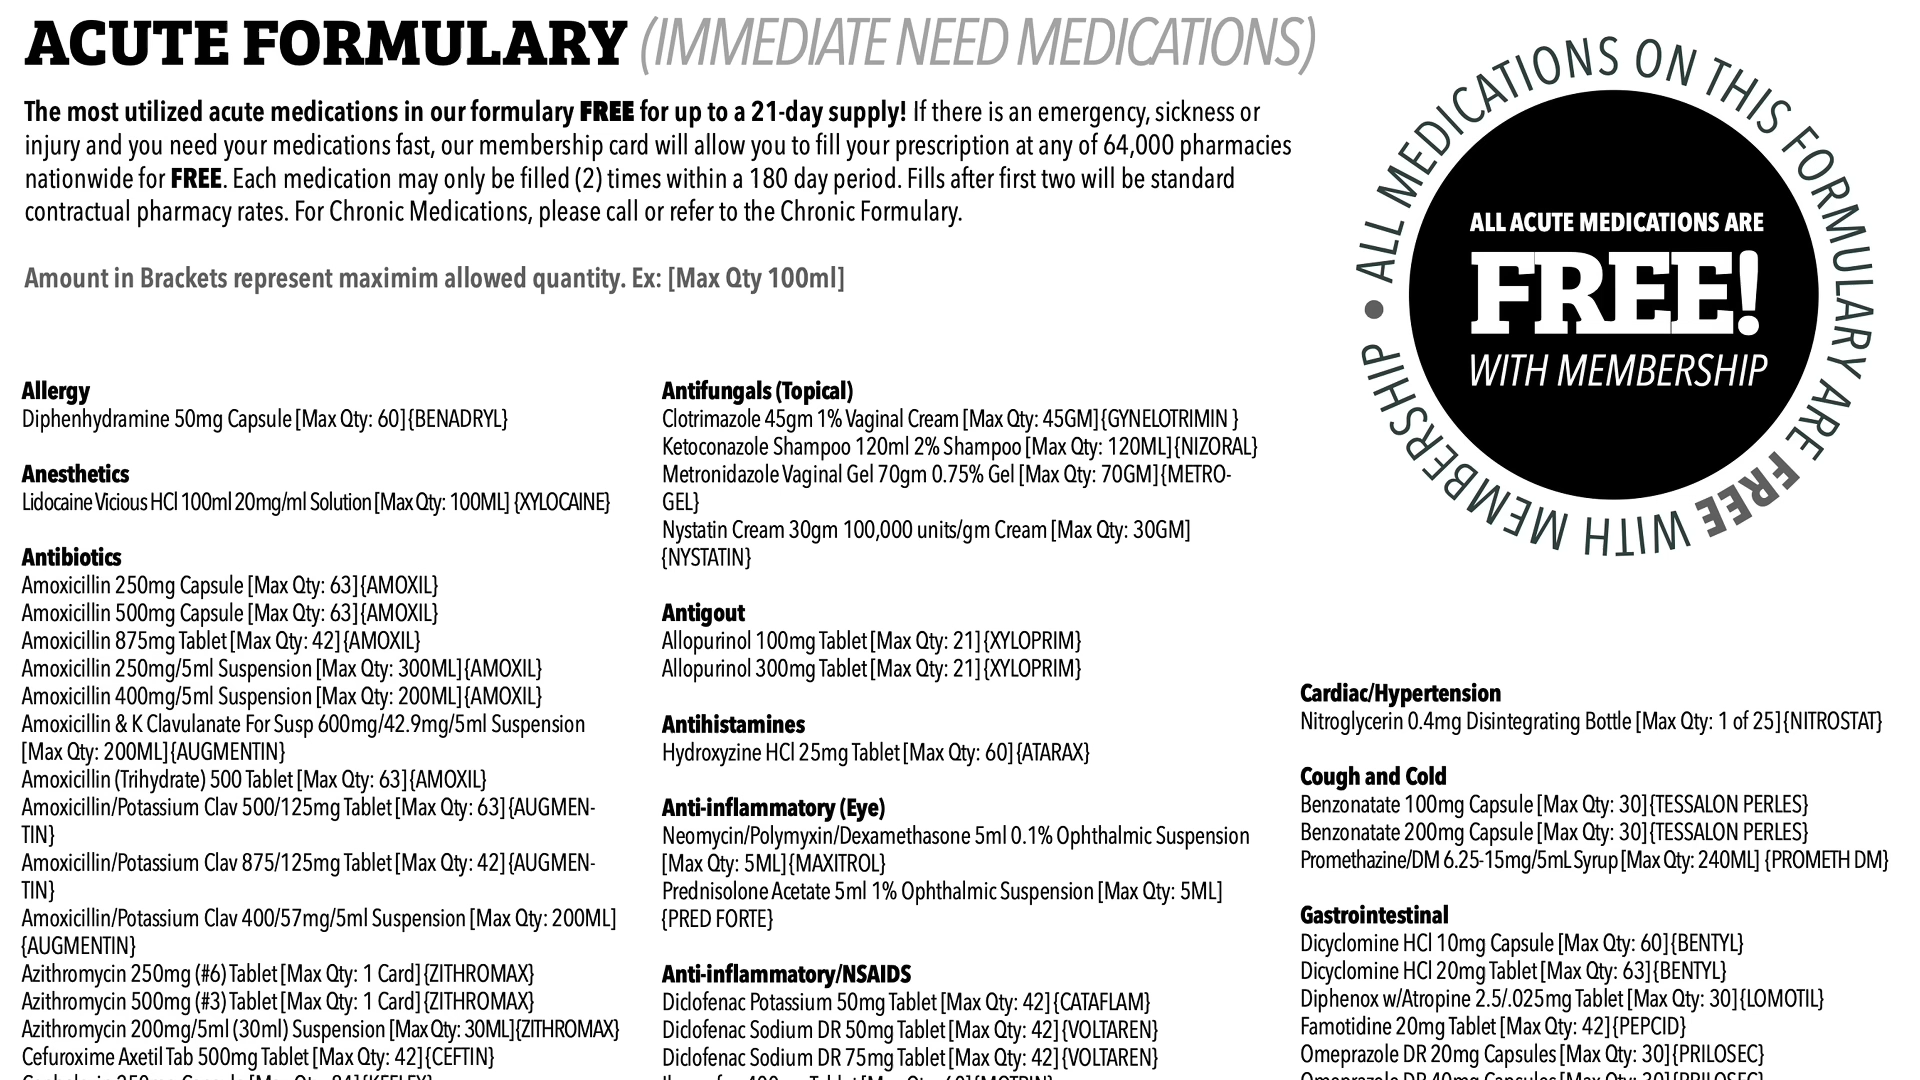 ACUTE FORMULARY (IMMEDIATE NEED MEDICATIONS)
The most utilized acute medications in our formulary FREE for up to a 21-day supply! If there is an emergency, sickness or
injury and you need your medications fast, our membership card will allow you to fill your prescription at any of 64,000 pharmacies
nationwide for FREE. Each medication may only be filled (2) times within a 180 day period. Fills after first two will be standard
contractual pharmacy rates. For Chronic Medications, please call or refer to the Chronic Formulary.
Amount in Brackets represent maximim allowed quantity. Ex: [Max Qty 100ml]
• ALL MEDICATIONS ON THIS FORMULARY ARE FREE WITH MEMBERSHIP
ALL ACUTE MEDICATIONS ARE
FREE!
WITH MEMBERSHIP
Allergy
Diphenhydramine 50mg Capsule [Max Qty: 60]{BENADRYL}
Anesthetics
Lidocaine Vicious HCl 100ml 20mg/ml Solution [Max Qty: 100ML] {XYLOCAINE}
Antibiotics
Amoxicillin 250mg Capsule [Max Qty: 63]{AMOXIL}
Amoxicillin 500mg Capsule [Max Qty: 63]{AMOXIL}
Amoxicillin 875mg Tablet [Max Qty: 42]{AMOXIL}
Amoxicillin 250mg/5ml Suspension [Max Qty: 300ML]{AMOXIL}
Amoxicillin 400mg/5ml Suspension [Max Qty: 200ML]{AMOXIL}
Amoxicillin & K Clavulanate For Susp 600mg/42.9mg/5ml Suspension
[Max Qty: 200ML]{AUGMENTIN}
Amoxicillin (Trihydrate) 500 Tablet [Max Qty: 63]{AMOXIL}
Amoxicillin/Potassium Clav 500/125mg Tablet [Max Qty: 63]{AUGMEN-
TIN}
Amoxicillin/Potassium Clav 875/125mg Tablet [Max Qty: 42]{AUGMEN-
TIN}
Amoxicillin/Potassium Clav 400/57mg/5ml Suspension [Max Qty: 200ML]
{AUGMENTIN}
Azithromycin 250mg (#6) Tablet [Max Qty: 1 Card]{ZITHROMAX}
Azithromycin 500mg (#3) Tablet [Max Qty: 1 Card]{ZITHROMAX}
Azithromycin 200mg/5ml (30ml) Suspension [Max Qty: 30ML]{ZITHROMAX}
Cefuroxime Axetil Tab 500mg Tablet [Max Qty: 42]{CEFTIN}
Antifungals (Topical)
Clotrimazole 45gm 1% Vaginal Cream [Max Qty: 45GM]{GYNELOTRIMIN }
Ketoconazole Shampoo 120ml 2% Shampoo [Max Qty: 120ML]{NIZORAL}
Metronidazole Vaginal Gel 70gm 0.75% Gel [Max Qty: 70GM]{METRO-
GEL}
Nystatin Cream 30gm 100,000 units/gm Cream [Max Qty: 30GM]
{NYSTATIN}
Antigout
Allopurinol 100mg Tablet [Max Qty: 21]{XYLOPRIM}
Allopurinol 300mg Tablet [Max Qty: 21]{XYLOPRIM}
Antihistamines
Hydroxyzine HCl 25mg Tablet [Max Qty: 60]{ATARAX}
Anti-inflammatory (Eye)
Neomycin/Polymyxin/Dexamethasone 5ml 0.1% Ophthalmic Suspension
[Max Qty: 5ML]{MAXITROL}
Prednisolone Acetate 5ml 1% Ophthalmic Suspension [Max Qty: 5ML]
{PRED FORTE}
Anti-inflammatory/NSAIDS
Diclofenac Potassium 50mg Tablet [Max Qty: 42]{CATAFLAM}
Diclofenac Sodium DR 50mg Tablet [Max Qty: 42]{VOLTAREN}
Diclofenac Sodium DR 75mg Tablet [Max Qty: 42]{VOLTAREN}
Cardiac/Hypertension
Nitroglycerin 0.4mg Disintegrating Bottle [Max Qty: 1 of 25]{NITROSTAT}
Cough and Cold
Benzonatate 100mg Capsule [Max Qty: 30]{TESSALON PERLES}
Benzonatate 200mg Capsule [Max Qty: 30]{TESSALON PERLES}
Promethazine/DM 6.25-15mg/5mL Syrup [Max Qty: 240ML] {PROMETH DM}
Gastrointestinal
Dicyclomine HCl 10mg Capsule [Max Qty: 60]{BENTYL}
Dicyclomine HCl 20mg Tablet [Max Qty: 63]{BENTYL}
Diphenox w/Atropine 2.5/.025mg Tablet [Max Qty: 30]{LOMOTIL}
Famotidine 20mg Tablet [Max Qty: 42]{PEPCID}
Omeprazole DR 20mg Capsules [Max Qty: 30]{PRILOSEC}